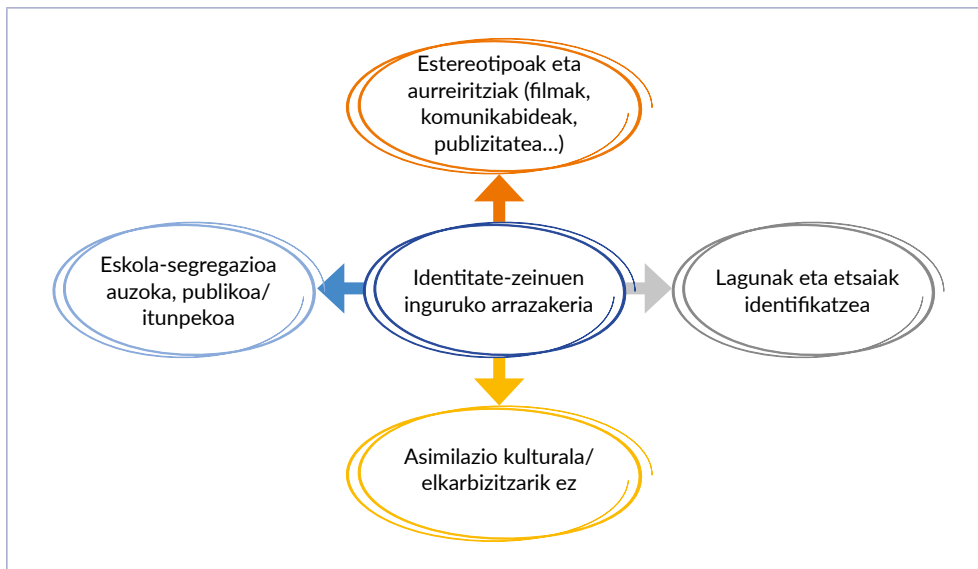 Estereotipoak eta
aurreiritziak (filmak,
komunikabideak,
publizitatea...)
Eskola-segregazioa
auzoka, publikoa/
itunpekoa
Identitate-zeinuen
inguruko arrazakeria
Lagunak eta etsaiak
identifikatzea
Asimilazio kulturala/
elkarbizitzarik ez